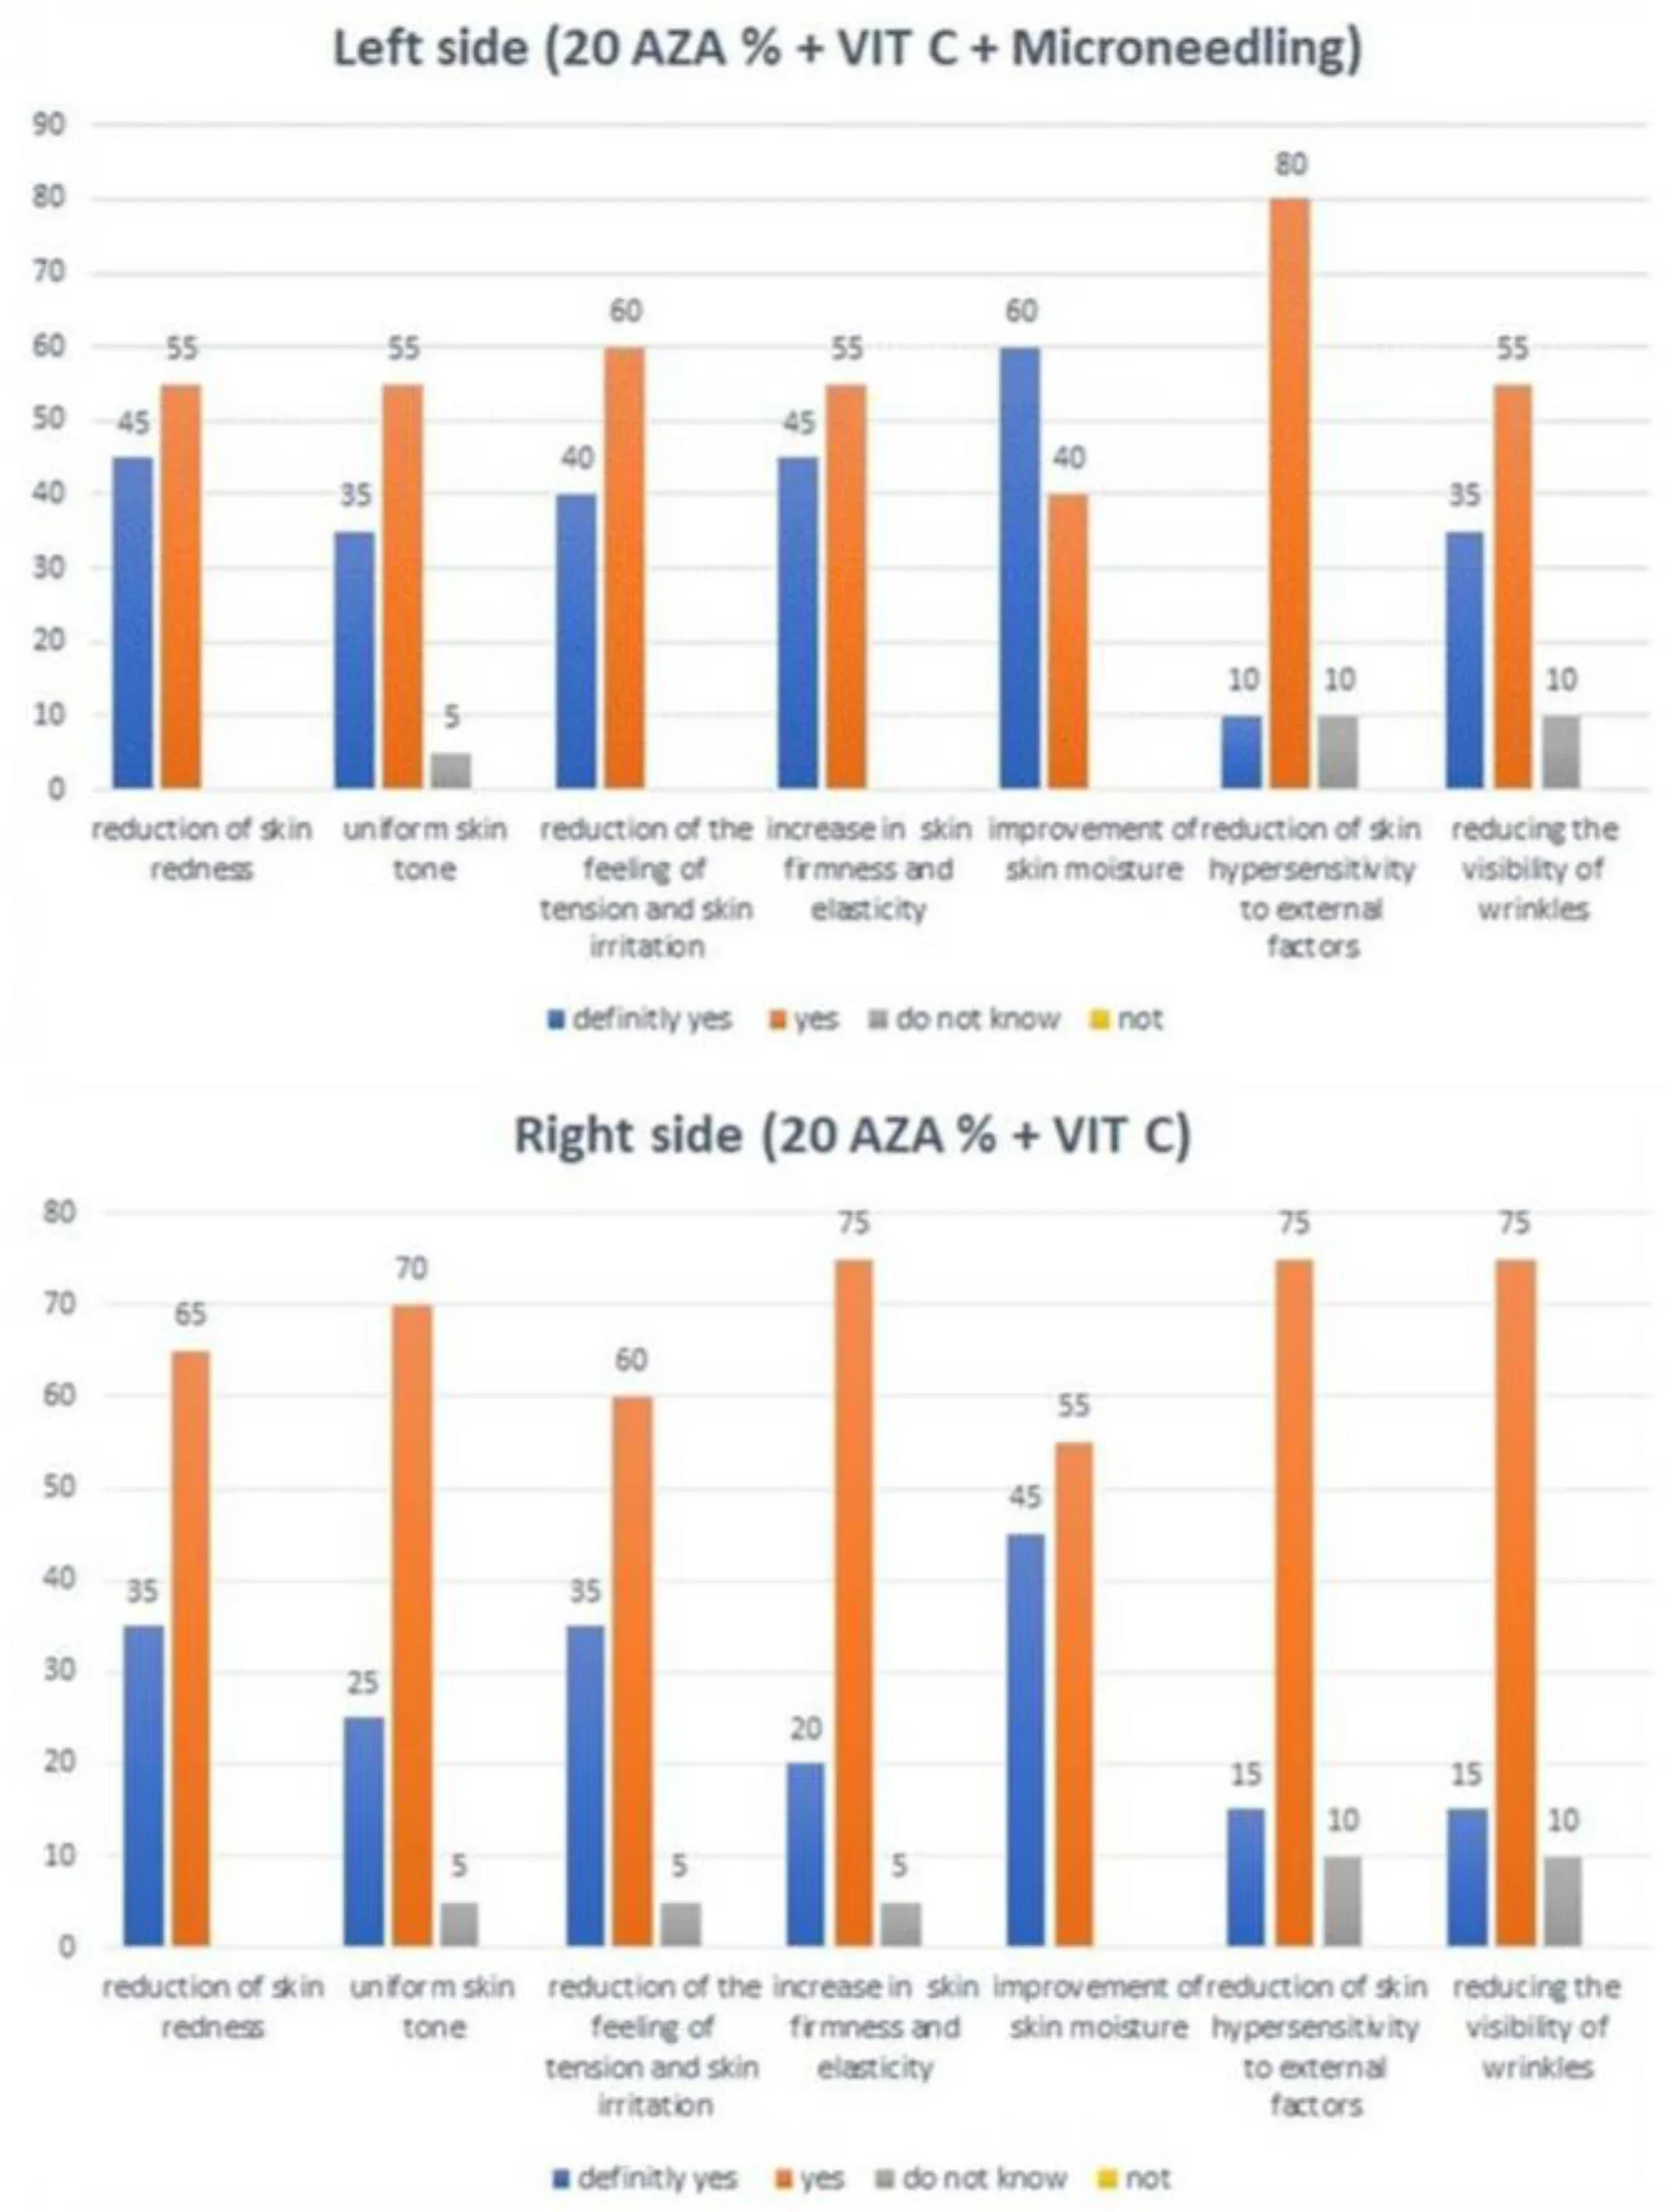 Left side (20 AZA % + VIT C + Microneedling)
90
80
70
60
50
40
30
20
10
0
45
55
35
55
5
40
60
45
55
60
40
10
80
10
35
55
10
reduction of skin
redness
uniform skin
tone
reduction of the
feeling of
tension and skin
irritation
increase in skin
firmness and
elasticity
improvement of
skin moisture
reduction of skin
hypersensitivity
to external
factors
reducing the
visibility of
wrinkles
definitly yes yes do not know not
Right side (20 AZA % + VIT C)
80
70
60
50
40
30
20
10
0
35
65
25
70
5
35
60
5
20
75
5
45
55
15
75
10
15
75
10
reduction of skin
redness
uniform skin
tone
reduction of the
feeling of
tension and skin
irritation
increase in skin
firmness and
elasticity
improvement of
skin moisture
reduction of skin
hypersensitivity
to external
factors
reducing the
visibility of
wrinkles
definitly yes yes do not know not